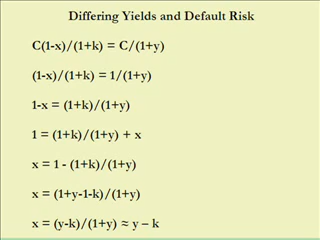 Differing Yields and Default Risk
C(1-x)/(1+k) = C/(1+y)
(1-x)/(1+k) = 1/(1+y)
1-x = (1+k)/(1+y)
1 = (1+k)/(1+y) + x
x = 1 - (1+k)/(1+y)
x = (1+y-1-k)/(1+y)
x = (y-k)/(1+y) ≈ y – k